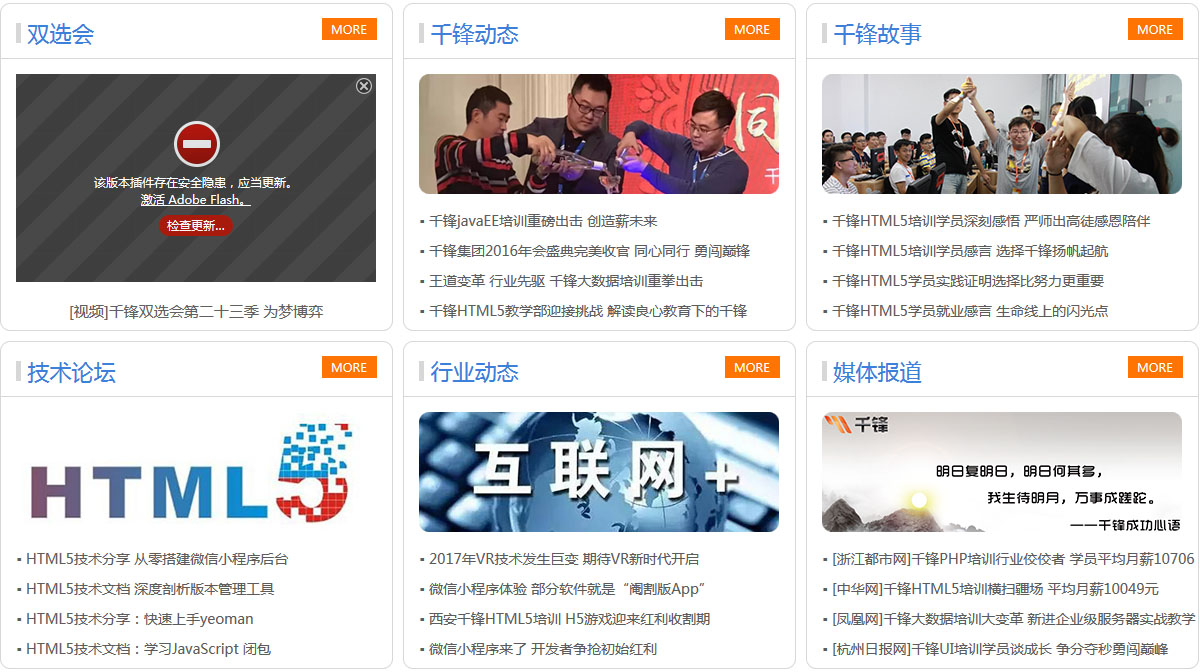 双选会
MORE
该版本插件存在安全隐患，应当更新。
激活 Adobe Flash。
检查更新...
[视频]千锋双选会第二十三季 为梦博弈
千锋动态
MORE
同
千
▪ 千锋javaEE培训重磅出击 创造薪未来
▪ 千锋集团2016年会盛典完美收官 同心同行 勇闯巅锋
▪ 王道变革 行业先驱 千锋大数据培训重拳出击
▪ 千锋HTML5教学部迎接挑战 解读良心教育下的千锋
千锋故事
MORE
▪ 千锋HTML5培训学员深刻感悟 严师出高徒感恩陪伴
▪ 千锋HTML5培训学员感言 选择千锋扬帆起航
▪ 千锋HTML5学员实践证明选择比努力更重要
▪ 千锋HTML5学员就业感言 生命线上的闪光点
技术论坛
MORE
HTML5
▪ HTML5技术分享 从零搭建微信小程序后台
▪ HTML5技术文档 深度剖析版本管理工具
▪ HTML5技术分享：快速上手yeoman
▪ HTML5技术文档：学习JavaScript 闭包
行业动态
MORE
互联网+
▪ 2017年VR技术发生巨变 期待VR新时代开启
▪ 微信小程序体验 部分软件就是“阉割版App”
▪ 西安千锋HTML5培训 H5游戏迎来红利收割期
▪ 微信小程序来了 开发者争抢初始红利
媒体报道
MORE
千锋
明日复明日，明日何其多，
我生待明月，万事成蹉跎。
——千锋成功心语
▪ [浙江都市网]千锋PHP培训行业佼佼者 学员平均月薪10706
▪ [中华网]千锋HTML5培训横扫疆场 平均月薪10049元
▪ [凤凰网]千锋大数据培训大变革 新进企业级服务器实战教学
▪ [杭州日报网]千锋UI培训学员谈成长 争分夺秒勇闯巅峰